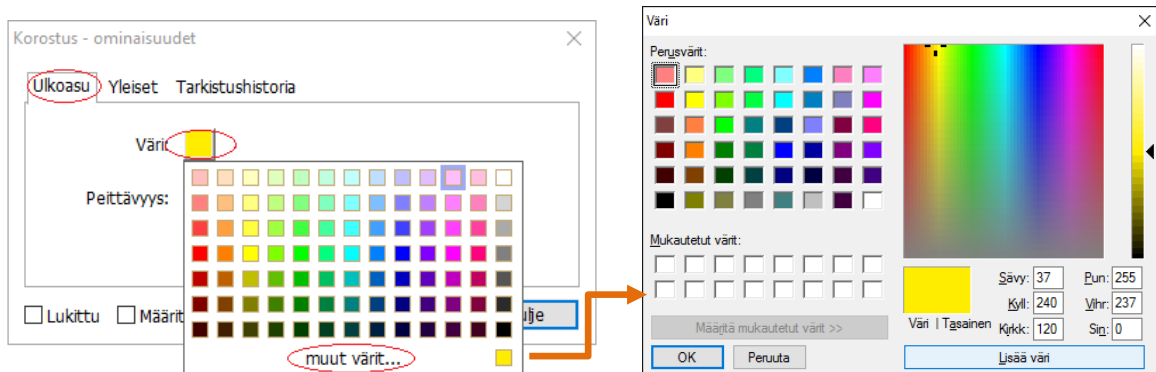 Korostus - ominaisuudet
Ulkoasu Yleiset Tarkistushistoria
Väri:
Peittävyys:
Lukittu Määrit ulje
muut värit...
Väri
Perusvärit:
Mukautetut värit:
Määritä mukautetut värit >>
OK Peruuta
Väri | Tasainen
Sävy: 37 Pun: 255
Kyll: 240 Vihr: 237
Kirkk: 120 Sin: 0
Lisää väri